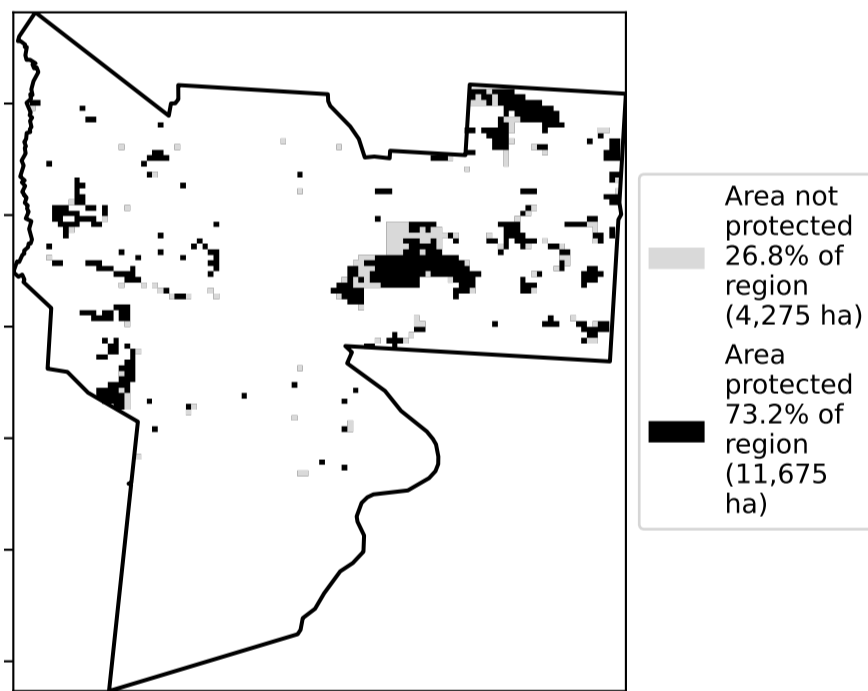 Area not
protected
26.8% of
region
(4,275 ha)
Area
protected
73.2% of
region
(11,675
ha)